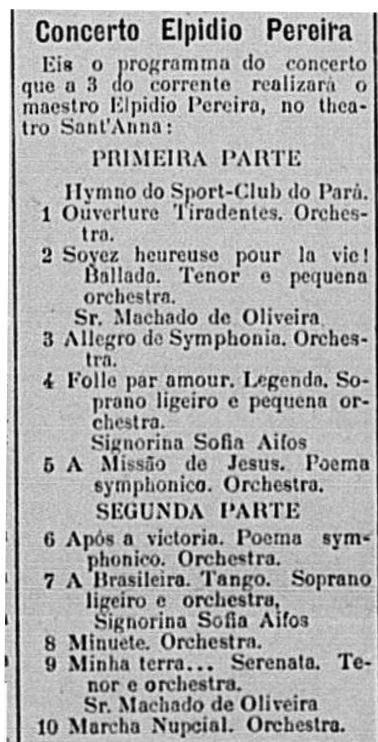 Concerto Elpidio Pereira
Eis o programma do concerto
que a 3 do corrente realizará o
maestro Elpidio Pereira, no thea-
tro Sant'Anna:
PRIMEIRA PARTE
Hymno do Sport-Club do Pará.
1 Ouverture Tiradentes. Orches-
tra.
2 Soyez heureuse pour la vie!
Ballada. Tenor e pequena
orchestra.
Sr. Machado de Oliveira
3 Allegro de Symphonia. Orches-
tra.
4 Folle par amour. Legenda. So-
prano ligeiro e pequena or-
chestra.
Signorina Sofia Aifos
5 A Missão de Jesus. Poema
symphonico. Orchestra.
SEGUNDA PARTE
6 Após a victoria. Poema sym-
phonico. Orchestra.
7 A Brasileira. Tango. Soprano
ligeiro e orchestra,
Signorina Sofia Aifos
8 Minuete. Orchestra.
9 Minha terra... Serenata. Te-
nor e orchestra.
Sr. Machado de Oliveira
10 Marcha Nupcial. Orchestra.